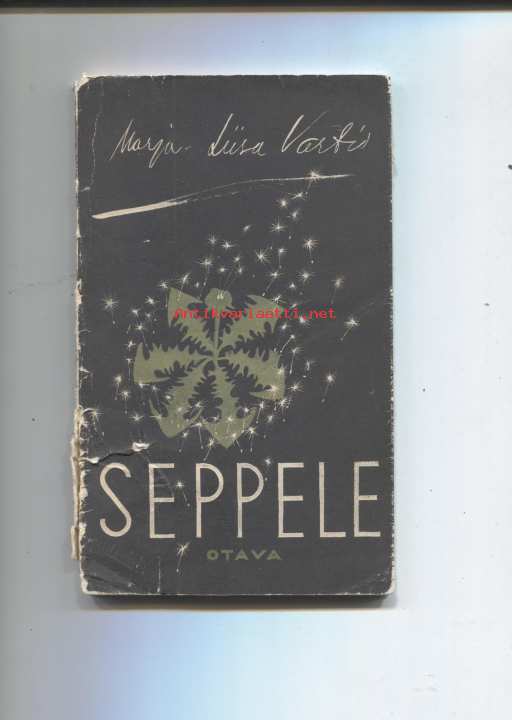 Marja-Liisa Vartio
Antikvariaatti.net
SEPPELE
OTAVA